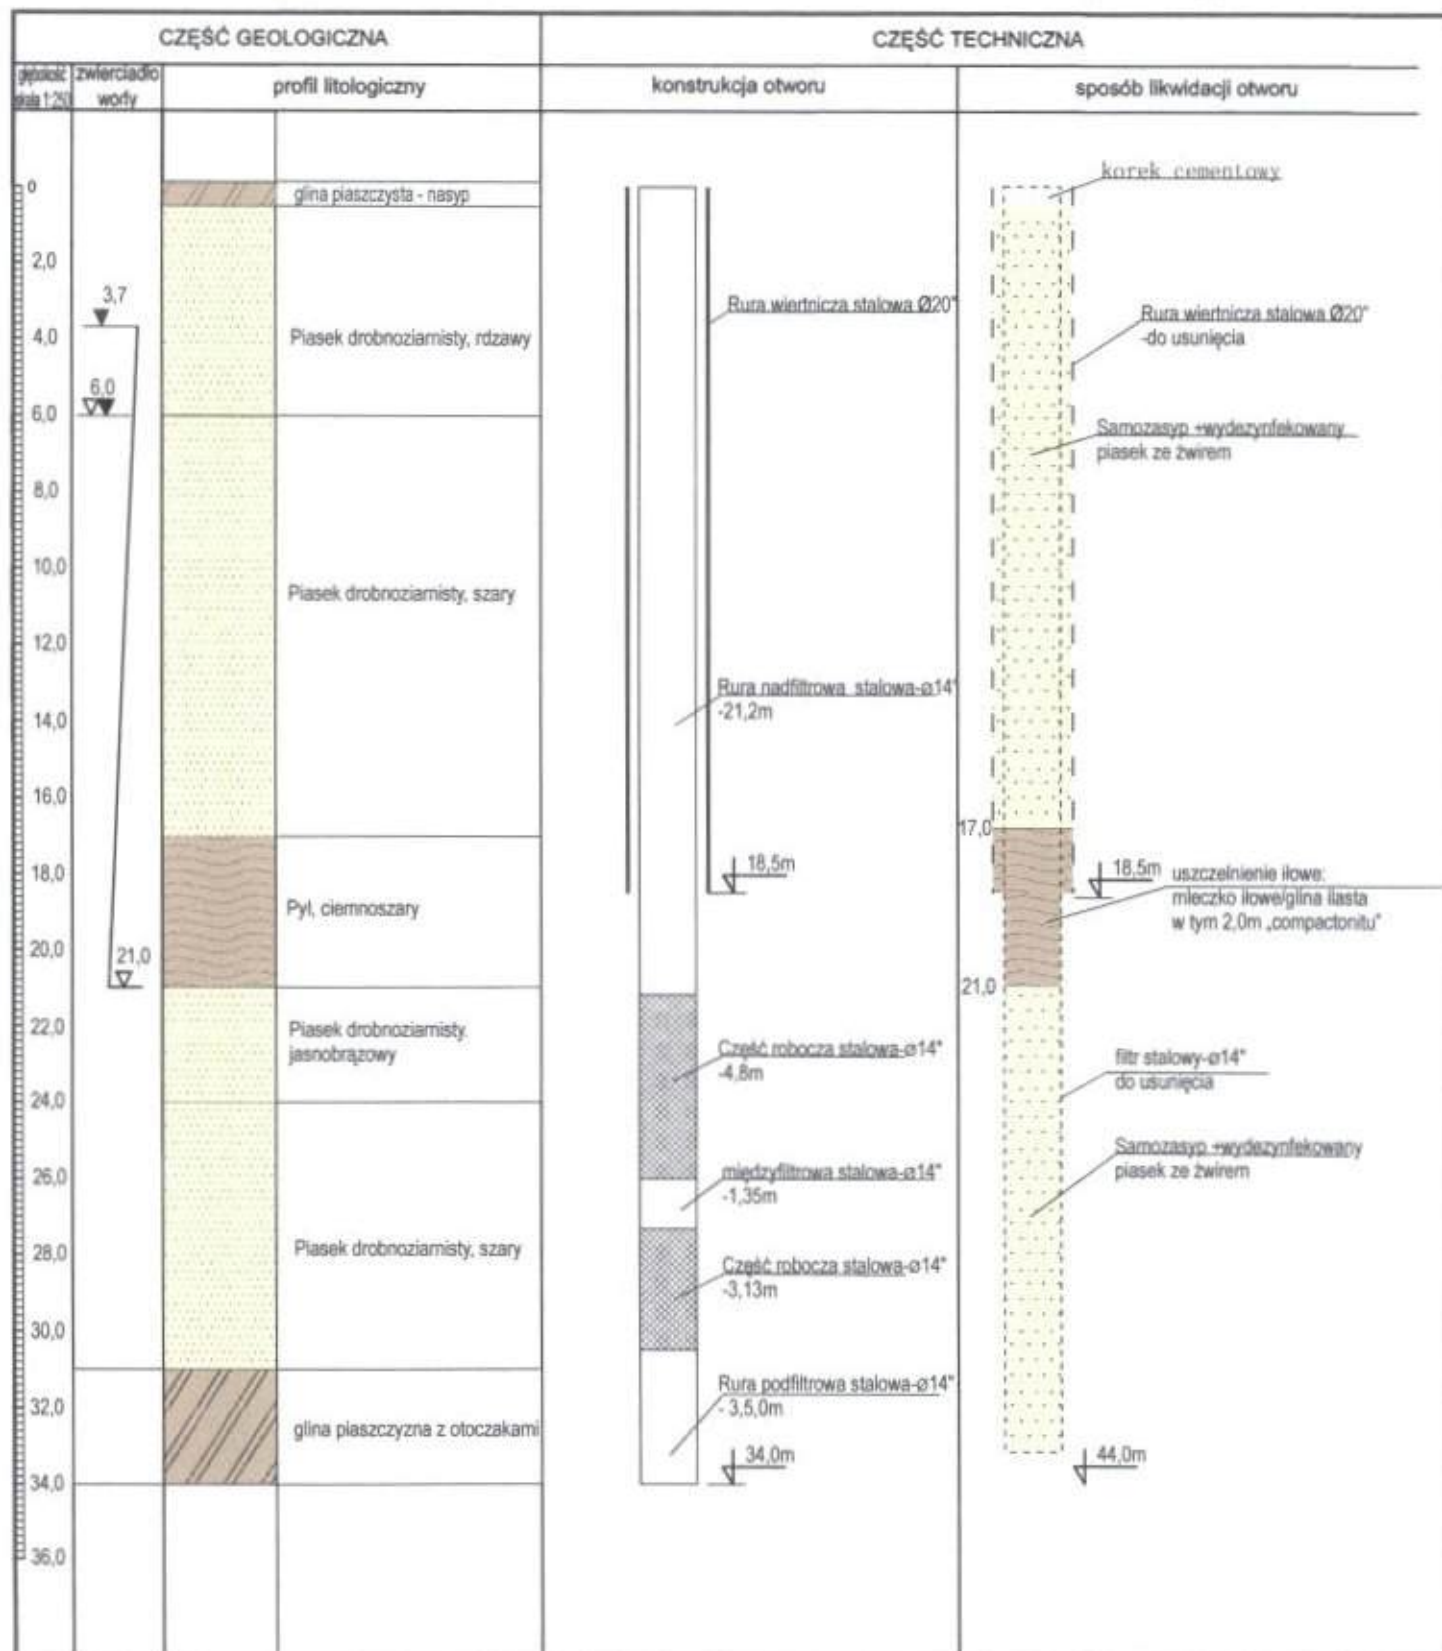 CZĘŚĆ GEOLOGICZNA
CZĘŚĆ TECHNICZNA
głębokość
skala 1:250
zwierciadło
worfy
profil litologiczny
konstrukcja otworu
sposób likwidacji otworu
0
2,0
4,0
6,0
8,0
10,0
12,0
14,0
16,0
18,0
20,0
22,0
24,0
26,0
28,0
30,0
32,0
34,0
36,0
3,7
6,0
21,0
glina piaszczysta - nasyp
Piasek drobnoziarnisty, rdzawy
Piasek drobnoziarnisty, szary
Pył, ciemnoszary
Piasek drobnoziarnisty.
jasnobrązowy
Piasek drobnoziarnisty, szary
glina piaszczyzna z otoczakami
Rura wiertnicza stalowa Ø20"
Rura nadfiltrowa stalowa-ø14"
-21,2m
18,5m
Część robocza stalowa-ø14"
-4,8m
międzyfiltrowa stalowa-ø14"
-1,35m
Część robocza stalowa-ø14"
-3,13m
Rura podfiltrowa stalowa-ø14"
- 3,5,0m
34,0m
korek cementowy
Rura wiertnicza stalowa Ø20"
-do usunięcia
Samozasyp +wydezynfekowany
piasek ze żwirem
17,0
18,5m
uszczelnienie iłowe:
mleczko iłowe/glina ilasta
w tym 2,0m „compactonitu"
21,0
filtr stalowy-ø14"
do usunięcia
Samozasyp +wydezynfekowany
piasek ze żwirem
44,0m